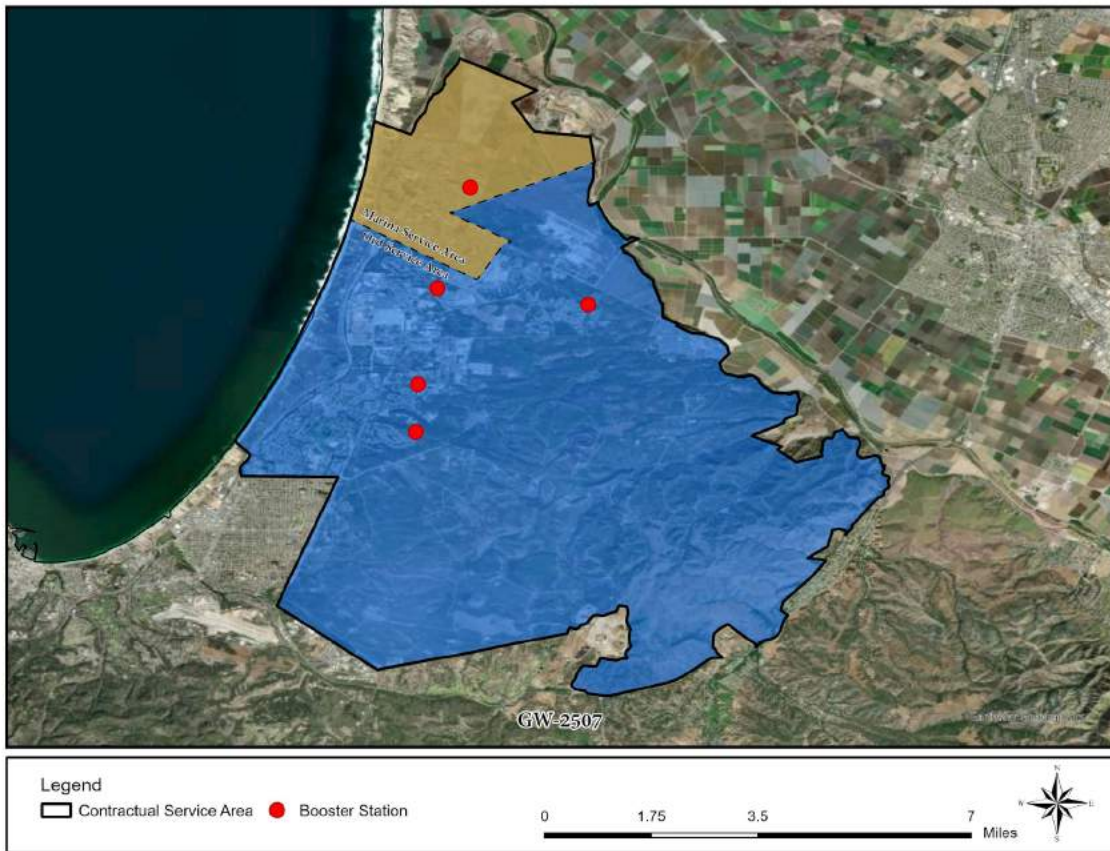 Marina Service Area
Ord Service Area
GW-2507
Legend
Contractual Service Area
Booster Station
0 1.75 3.5 7
Miles
N
W E
S